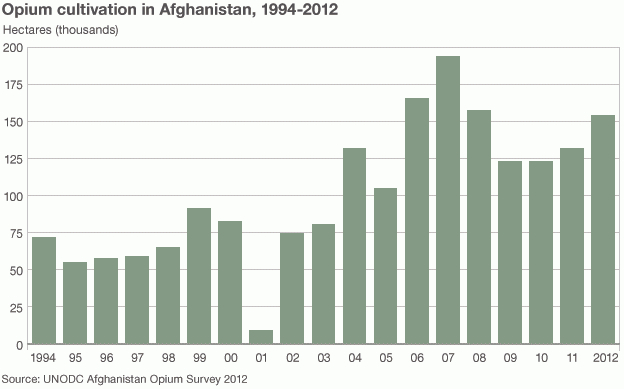 Opium cultivation in Afghanistan, 1994-2012
Hectares (thousands)
200
175
150
125
100
75
50
25
0
1994 95 96 97 98 99 00 01 02 03 04 05 06 07 08 09 10 11 2012
Source: UNODC Afghanistan Opium Survey 2012